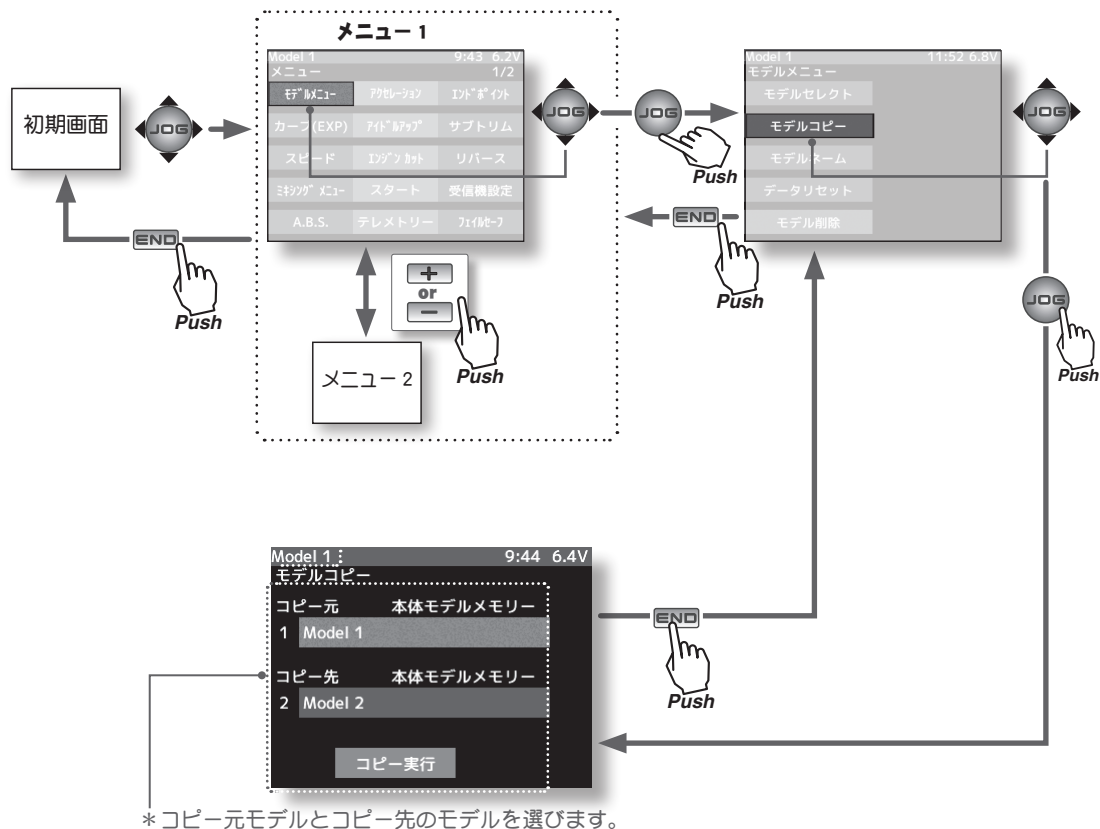 メニュー 1
Model 1 9:43 6.2V
メニュー 1/2
モデルメニュー アクセレーション エンドポイント
カーブ(EXP) アイドルアップ サブトリム
スピード エンジンカット リバース
ミキシング メニュー スタート 受信機設定
A.B.S. テレメトリー フェイルセーフ
初期画面
JOG
JOG
JOG
Push
Model 1 11:52 6.8V
モデルメニュー
モデルセレクト
モデルコピー
モデルネーム
データリセット
モデル削除
JOG
END
Push
END
Push
+
or
−
Push
メニュー 2
JOG
Push
Model 1 9:44 6.4V
モデルコピー
コピー元 本体モデルメモリー
1 Model 1
コピー先 本体モデルメモリー
2 Model 2
コピー実行
END
Push
＊コピー元モデルとコピー先のモデルを選びます。